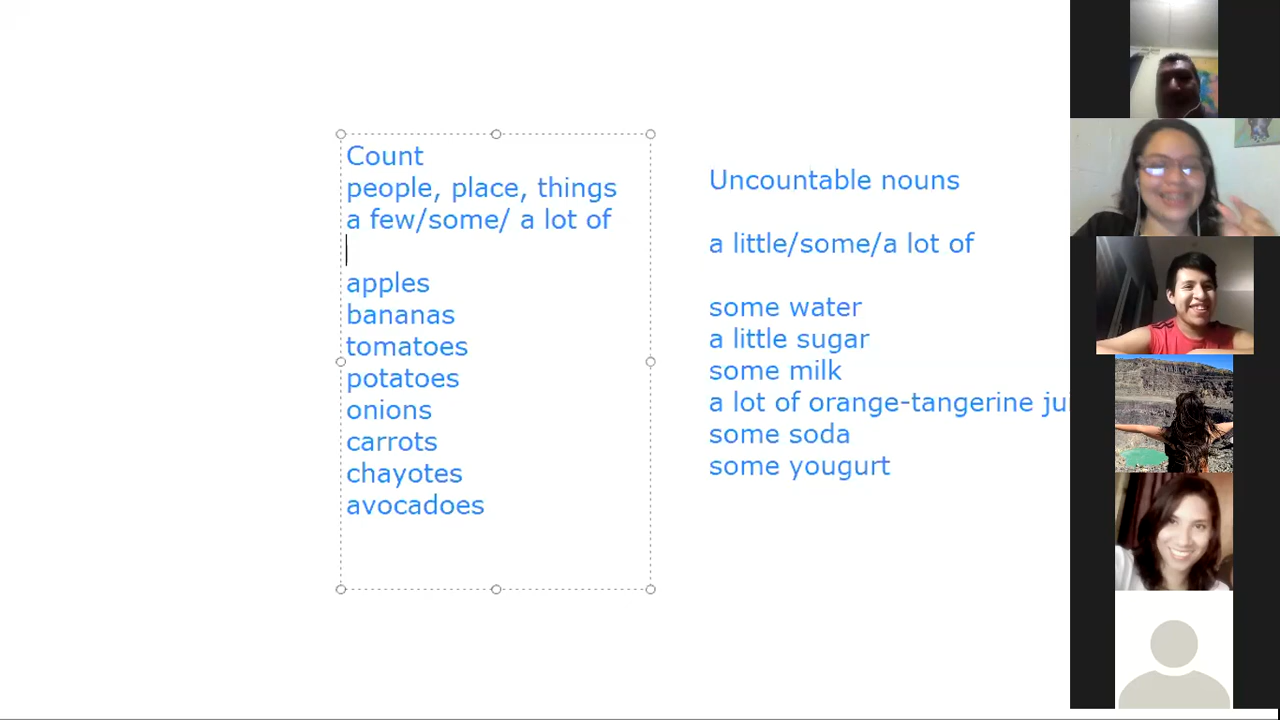 Count
people, place, things
a few/some/ a lot of
apples
bananas
tomatoes
potatoes
onions
carrots
chayotes
avocadoes
Uncountable nouns
a little/some/a lot of
some water
a little sugar
some milk
a lot of orange-tangerine
some soda
some yougurt